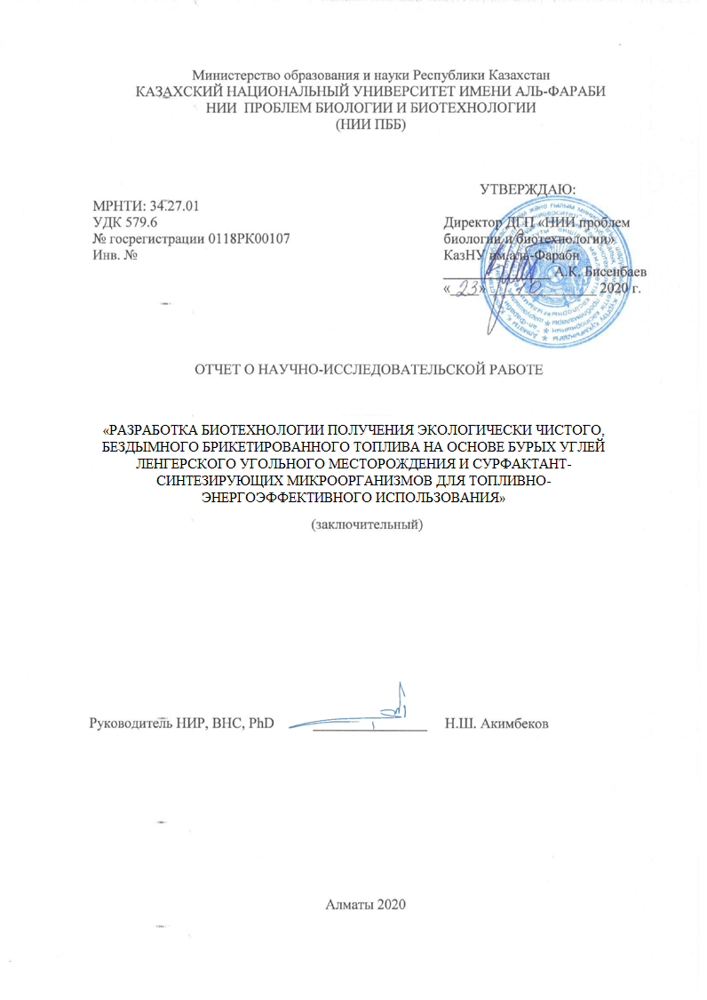 Министерство образования и науки Республики Казахстан
КАЗАХСКИЙ НАЦИОНАЛЬНЫЙ УНИВЕРСИТЕТ ИМЕНИ АЛЬ-ФАРАБИ
НИИ ПРОБЛЕМ БИОЛОГИИ И БИОТЕХНОЛОГИИ
(НИИ ПББ)
МРНТИ: 34.27.01
УДК 579.6
№ госрегистрации 0118РК00107
Инв. №
УТВЕРЖДАЮ:
Директор ДГП «НИИ проблем
биологии и биотехнологии»
КазНУ им.аль-Фараби
А.К. Бисенбаев
«23» 10 2020 г.
ОТЧЕТ О НАУЧНО-ИССЛЕДОВАТЕЛЬСКОЙ РАБОТЕ
«РАЗРАБОТКА БИОТЕХНОЛОГИИ ПОЛУЧЕНИЯ ЭКОЛОГИЧЕСКИ ЧИСТОГО,
БЕЗДЫМНОГО БРИКЕТИРОВАННОГО ТОПЛИВА НА ОСНОВЕ БУРЫХ УГЛЕЙ
ЛЕНГЕРСКОГО УГОЛЬНОГО МЕСТОРОЖДЕНИЯ И СУРФАКТАНТ-
СИНТЕЗИРУЮЩИХ МИКРООРГАНИЗМОВ ДЛЯ ТОПЛИВНО-
ЭНЕРГОЭФФЕКТИВНОГО ИСПОЛЬЗОВАНИЯ»
(заключительный)
Руководитель НИР, ВНС, PhD Н.Ш. Акимбеков
Алматы 2020